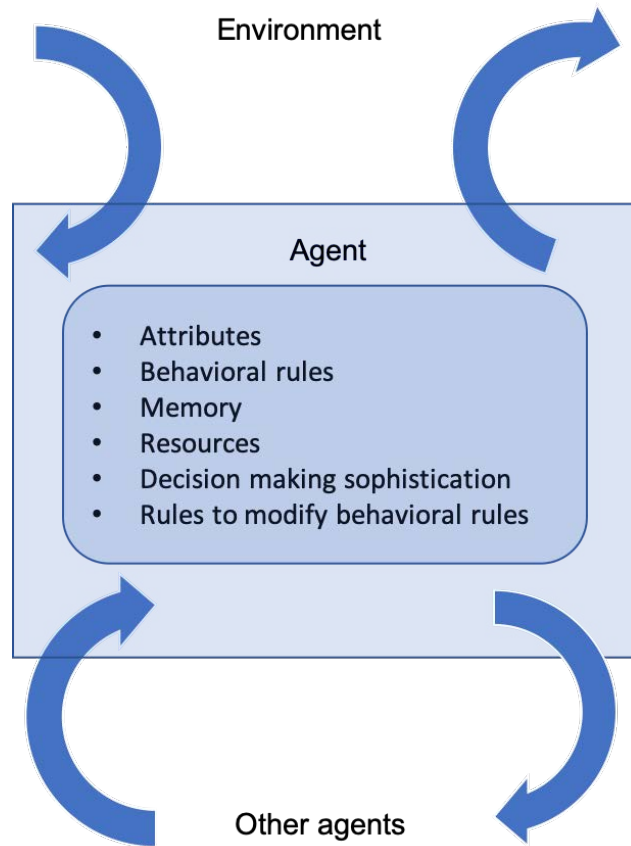 Environment
Agent
• Attributes
• Behavioral rules
• Memory
• Resources
• Decision making sophistication
• Rules to modify behavioral rules
Other agents